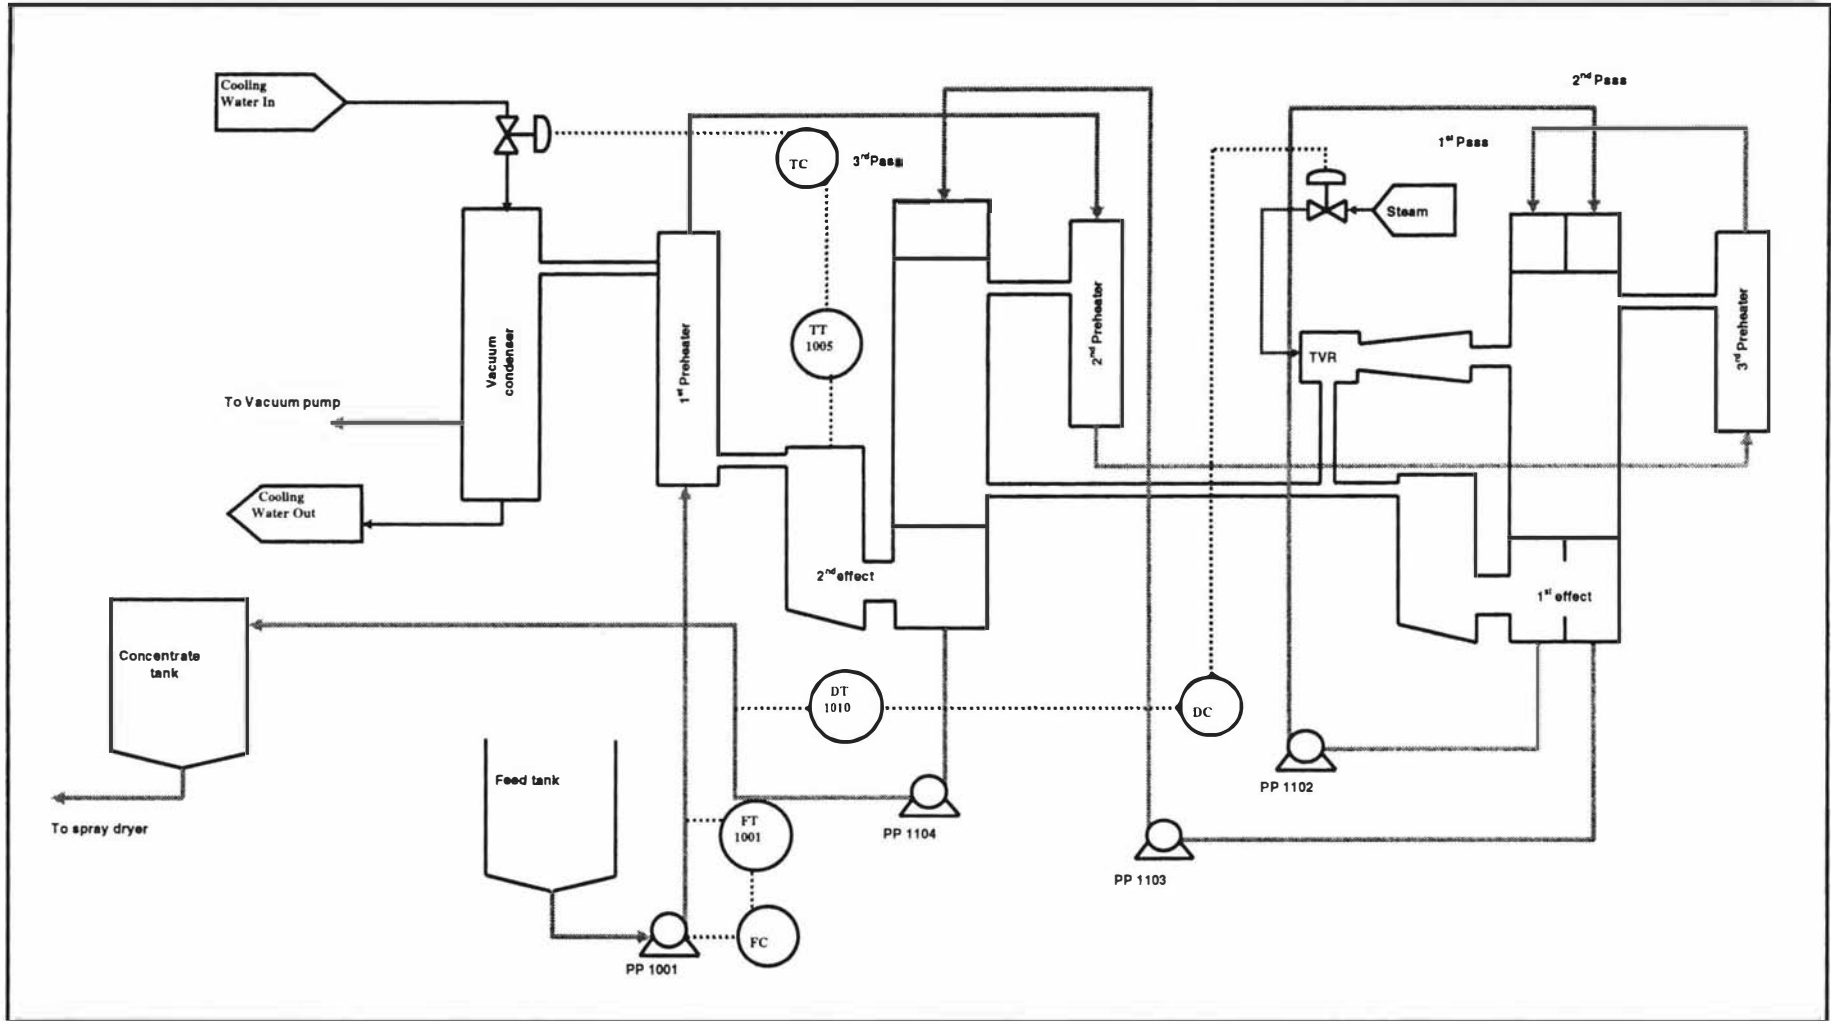 Cooling
Water In
2nd Pass
TC
3rd Pass
1st Pass
Steam
TT
1005
Vacuum
condenser
1st Preheater
2nd Preheater
TVR
3rd Preheater
To Vacuum pump
Cooling
Water Out
2nd effect
1st effect
Concentrate
tank
DT
1010
DC
Feed tank
PP 1102
To spray dryer
FT
1001
PP 1104
PP 1103
FC
PP 1001